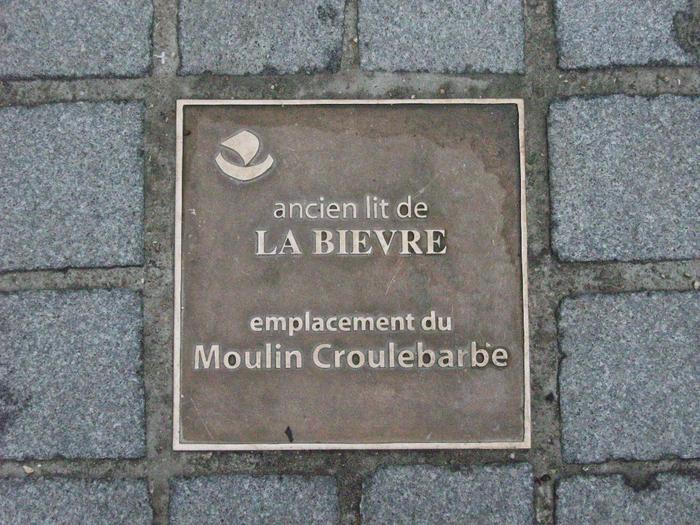 ancien lit de
LA BIEVRE
emplacement du
Moulin Croulebarbe